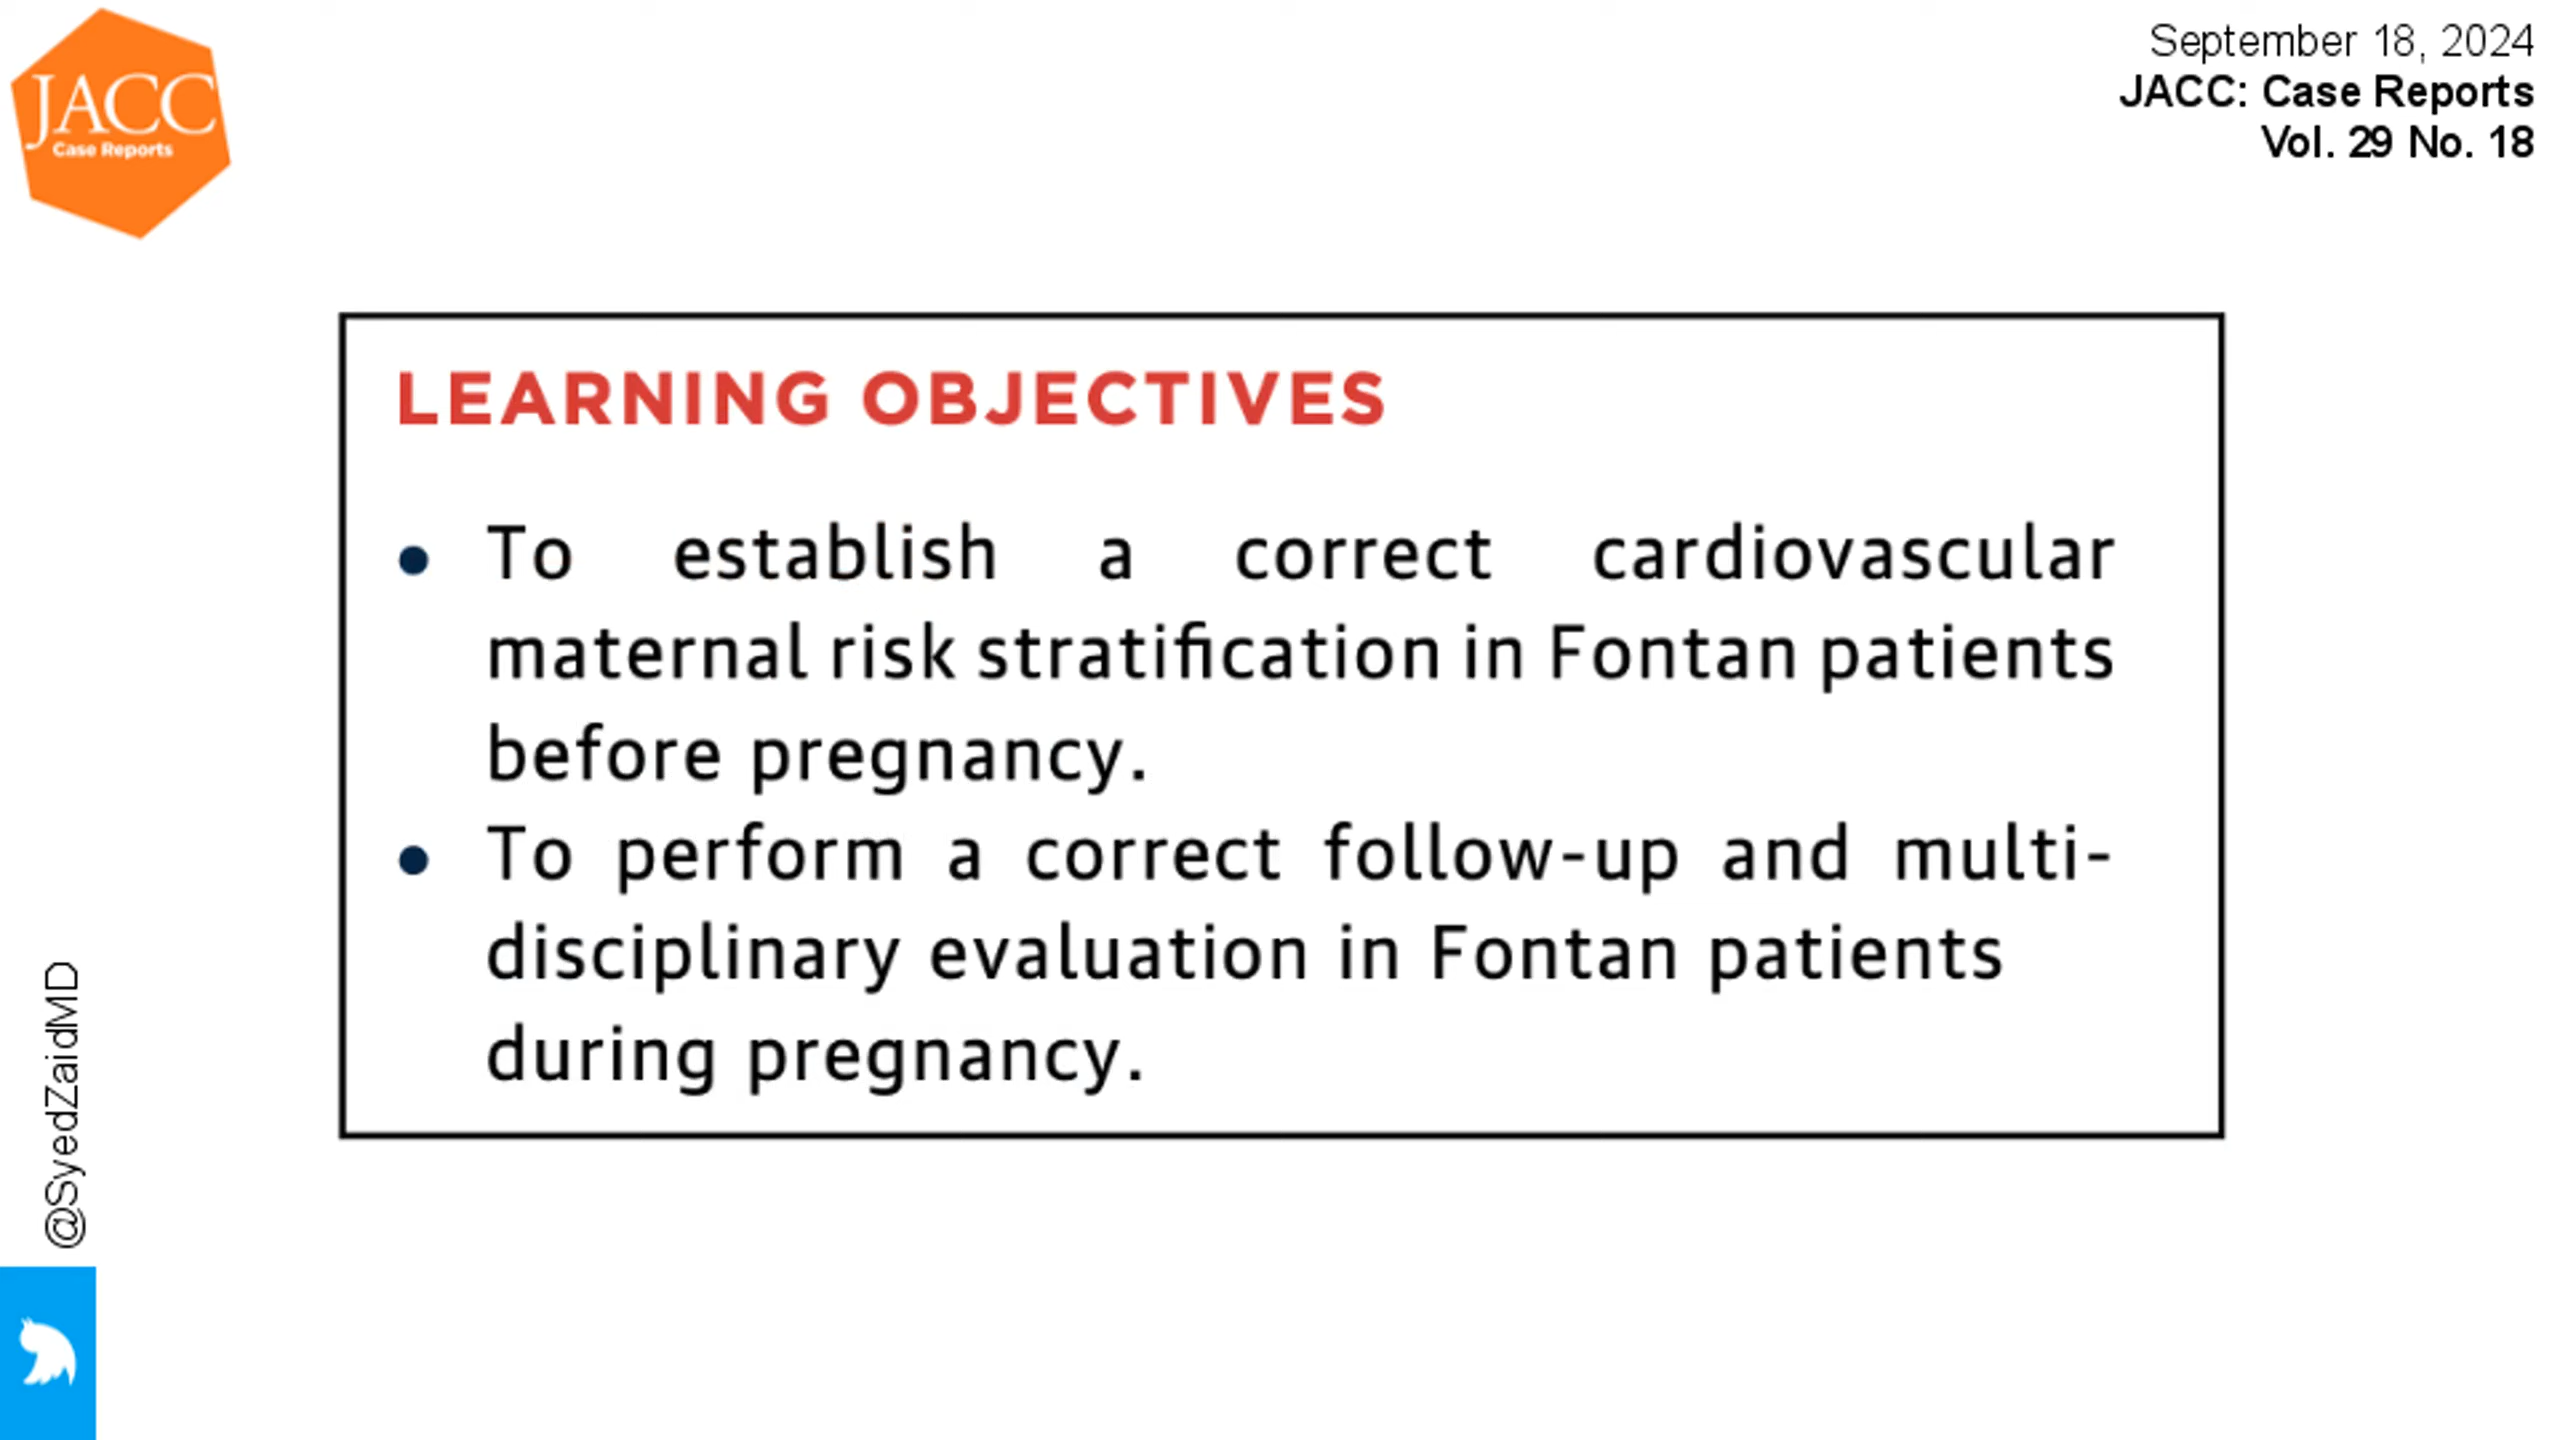 JACC
Case Reports
September 18, 2024
JACC: Case Reports
Vol. 29 No. 18
LEARNING OBJECTIVES
• To establish a correct cardiovascular
maternal risk stratification in Fontan patients
before pregnancy.
• To perform a correct follow-up and multi-
disciplinary evaluation in Fontan patients
during pregnancy.
@SyedZaidMD